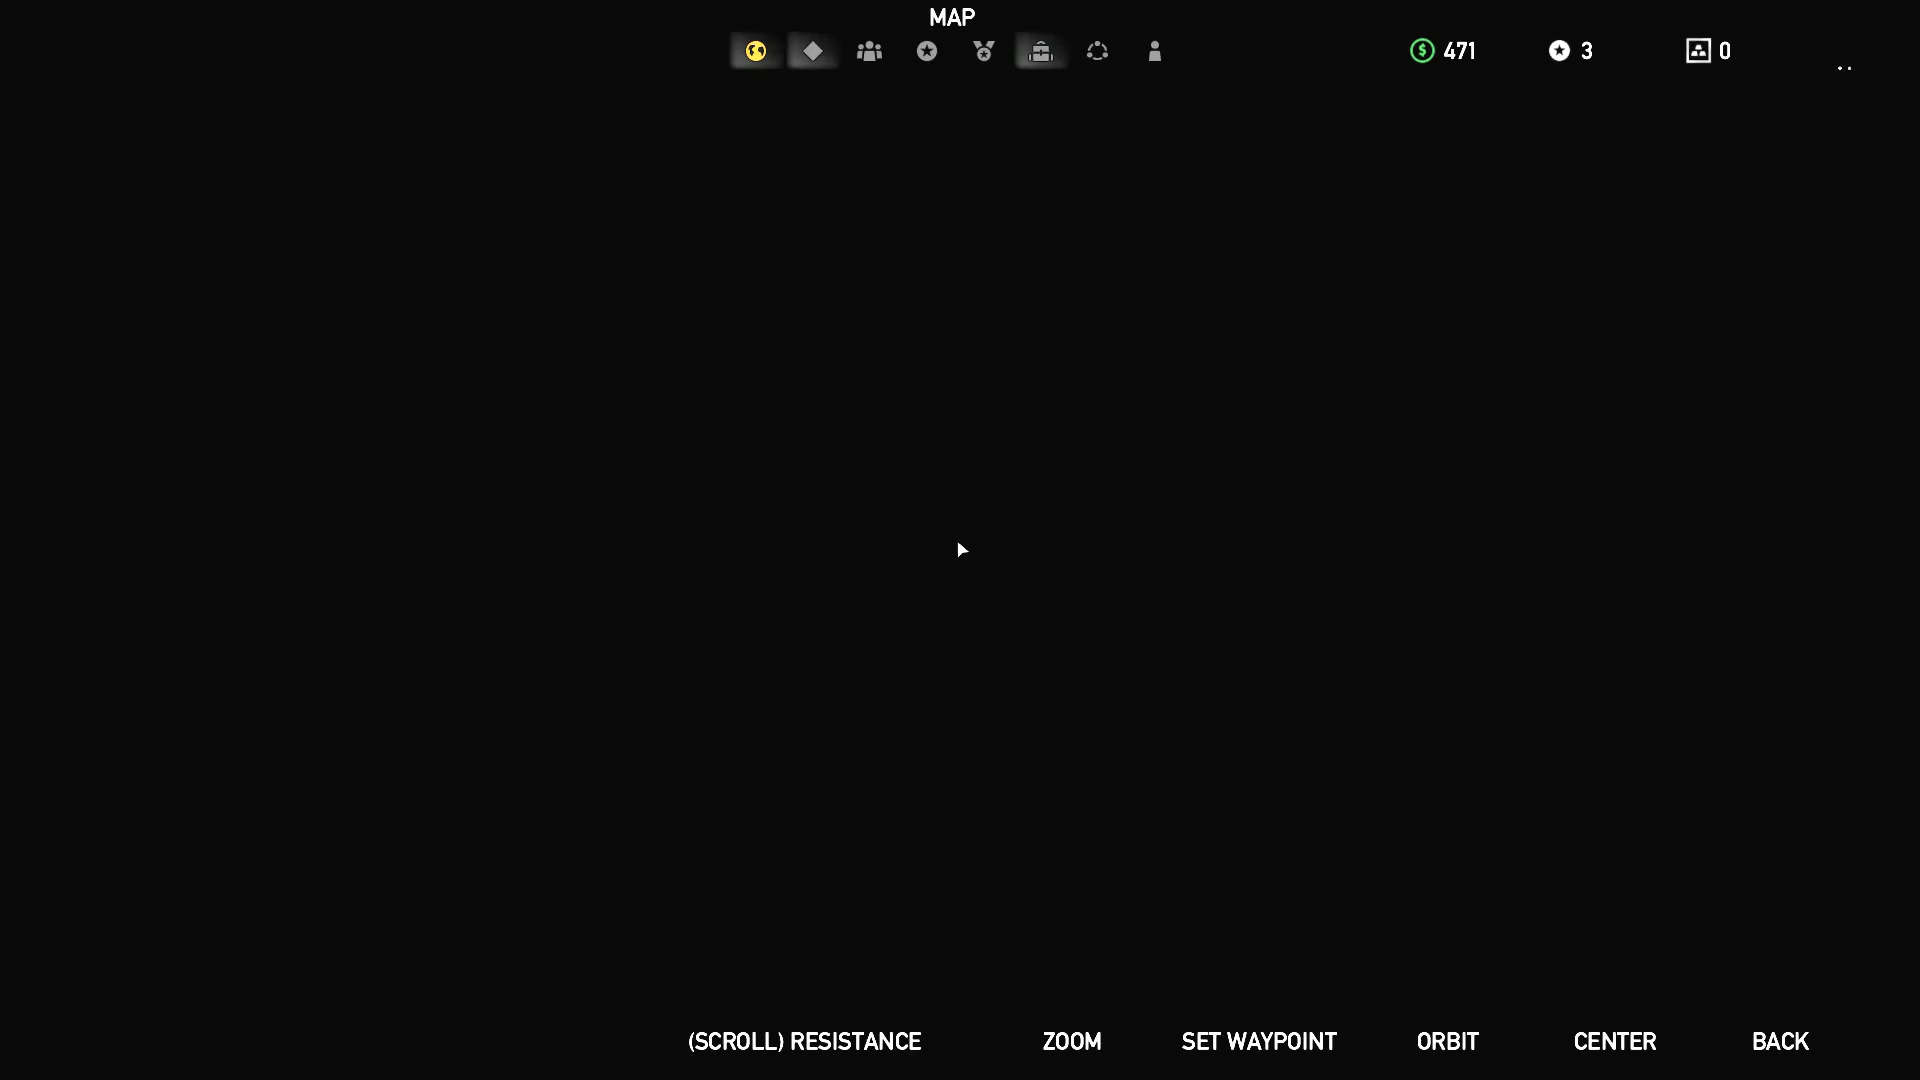 MAP
471
3
0
(SCROLL) RESISTANCE
ZOOM
SET WAYPOINT
ORBIT
CENTER
BACK